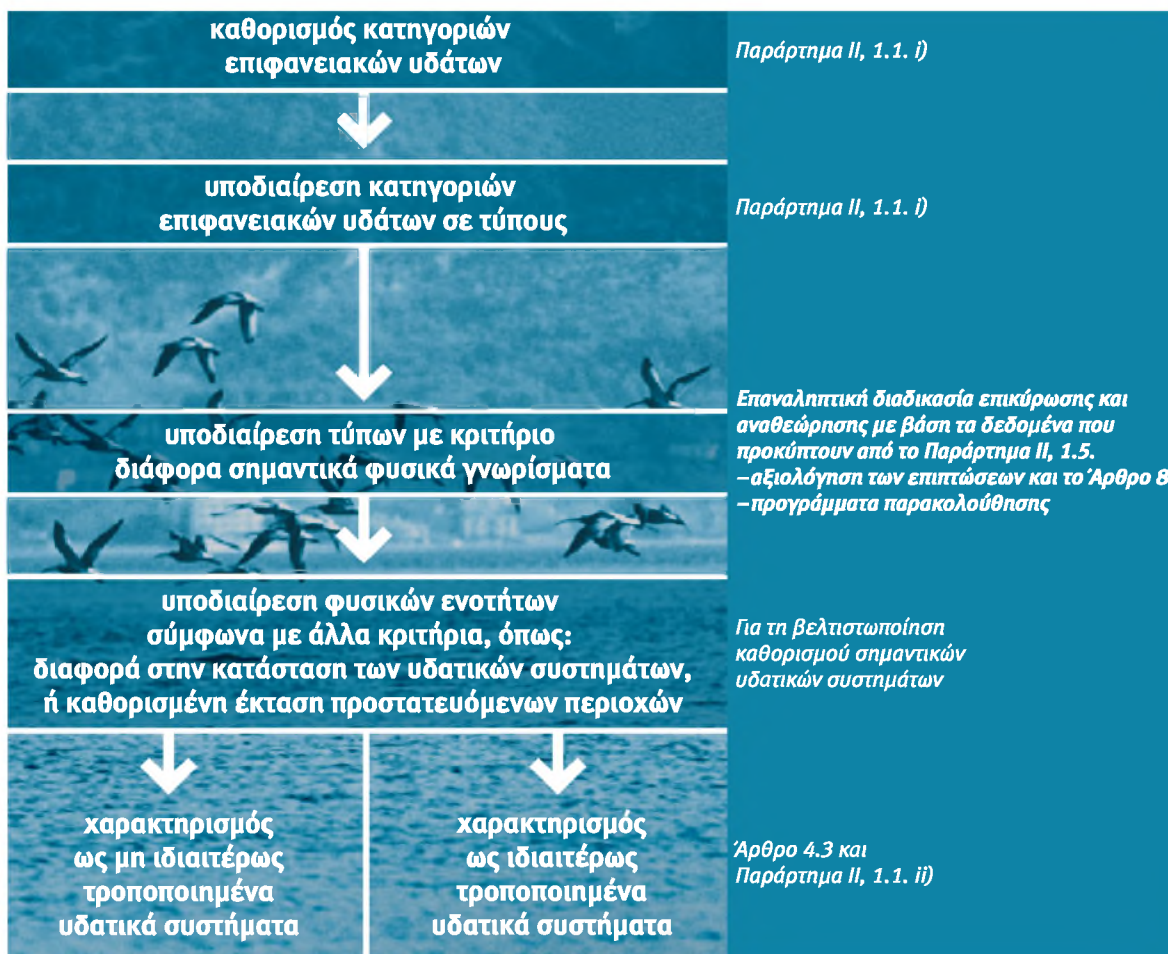 καθορισμός κατηγοριών
επιφανειακών υδάτων
Παράρτημα ΙΙ, 1.1. i)
υποδιαίρεση κατηγοριών
επιφανειακών υδάτων σε τύπους
Παράρτημα ΙΙ, 1.1. i)
υποδιαίρεση τύπων με κριτήριο
διάφορα σημαντικά φυσικά γνωρίσματα
Επαναληπτική διαδικασία επικύρωσης και
αναθεώρησης με βάση τα δεδομένα που
προκύπτουν από το Παράρτημα ΙΙ, 1.5.
–αξιολόγηση των επιπτώσεων και το Άρθρο 8
–προγράμματα παρακολούθησης
υποδιαίρεση φυσικών ενοτήτων
σύμφωνα με άλλα κριτήρια, όπως:
διαφορά στην κατάσταση των υδατικών συστημάτων,
ή καθορισμένη έκταση προστατευόμενων περιοχών
Για τη βελτιστωποίηση
καθορισμού σημαντικών
υδατικών συστημάτων
χαρακτηρισμός
ως μη ιδιαιτέρως
τροποποιημένα
υδατικά συστήματα
χαρακτηρισμός
ως ιδιαιτέρως
τροποποιημένα
υδατικά συστήματα
Άρθρο 4.3 και
Παράρτημα ΙΙ, 1.1. ii)